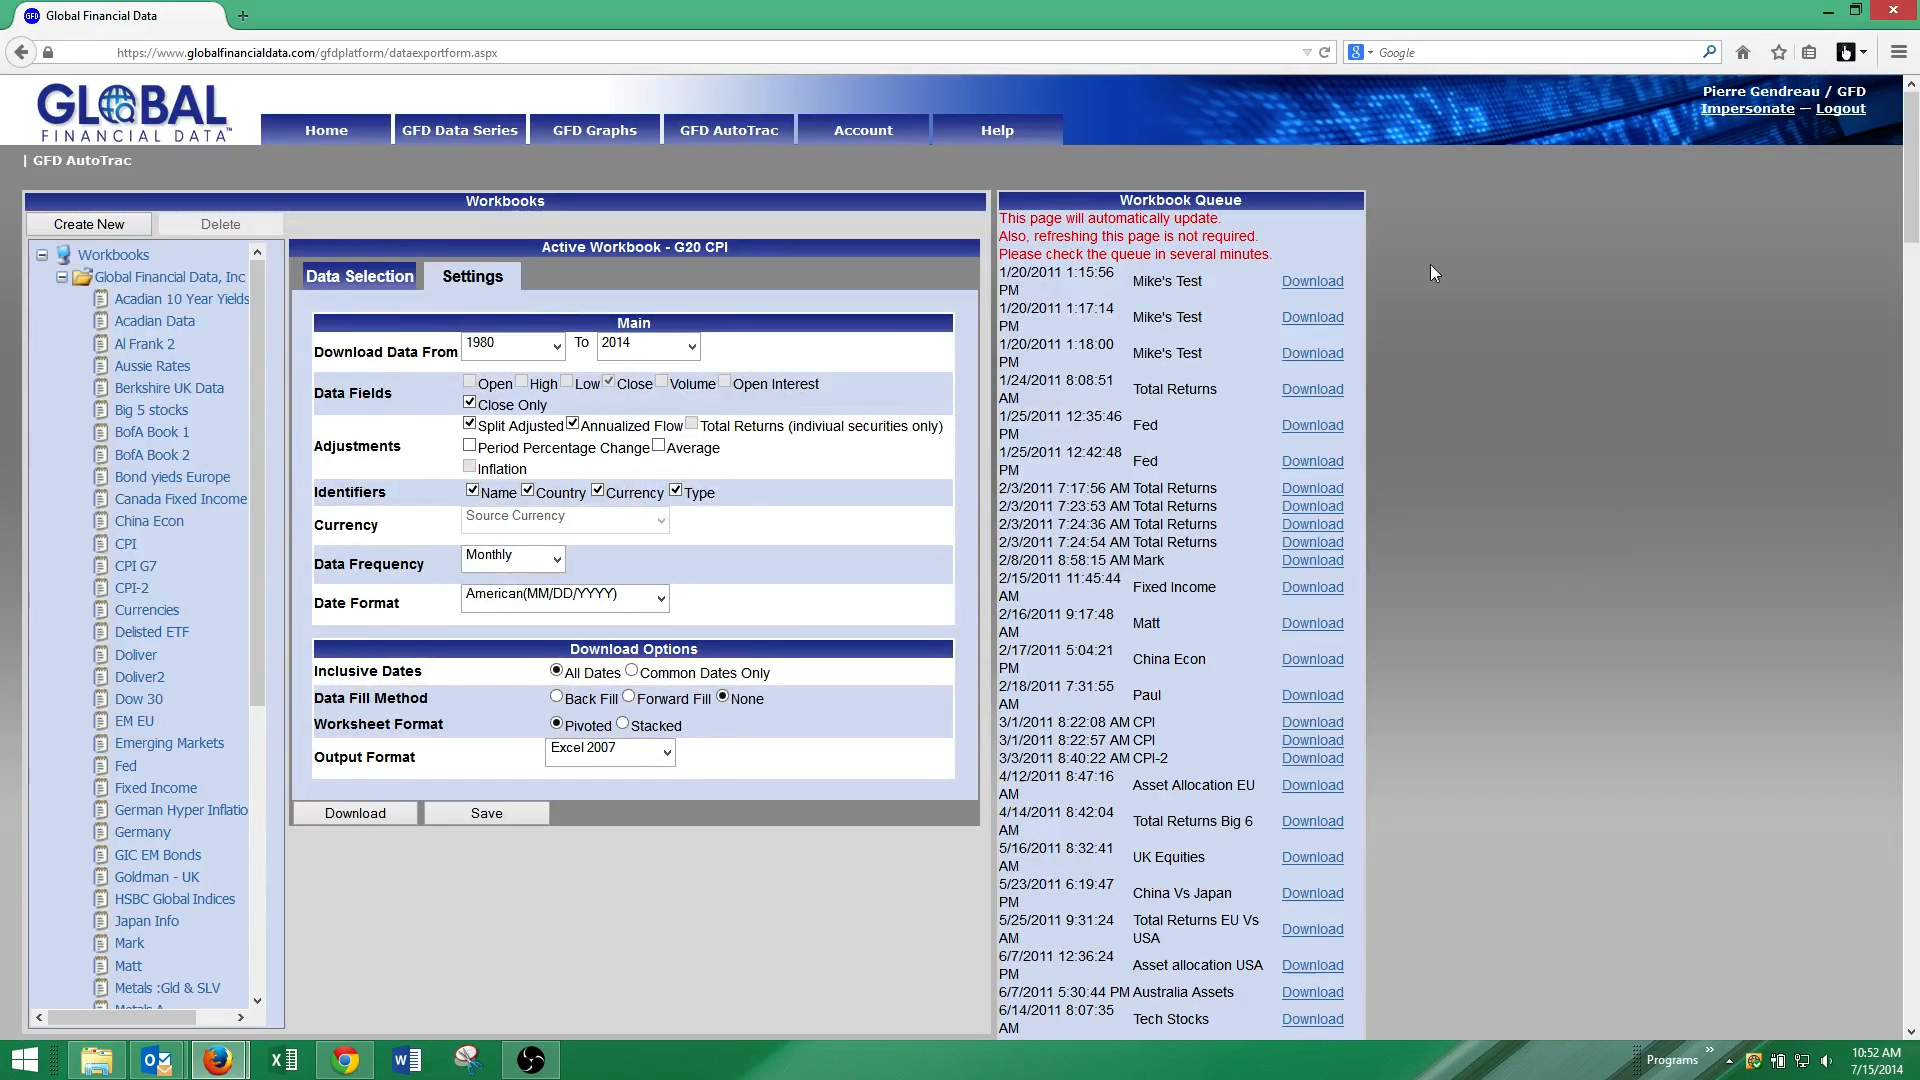 Global Financial Data
https://www.globalfinancialdata.com/gfdplatform/dataexportform.aspx
Google
GLOBAL
FINANCIAL DATA
Home
GFD Data Series
GFD Graphs
GFD AutoTrac
Account
Help
Pierre Gendreau / GFD
Impersonate — Logout
| GFD AutoTrac
Workbooks
Create New
Delete
Workbooks
Global Financial Data, Inc
Acadian 10 Year Yields
Acadian Data
Al Frank 2
Aussie Rates
Berkshire UK Data
Big 5 stocks
BofA Book 1
BofA Book 2
Bond yieds Europe
Canada Fixed Income
China Econ
CPI
CPI G7
CPI-2
Currencies
Delisted ETF
Doliver
Doliver2
Dow 30
EM EU
Emerging Markets
Fed
Fixed Income
German Hyper Inflatio
Germany
GIC EM Bonds
Goldman - UK
HSBC Global Indices
Japan Info
Mark
Matt
Metals :Gld & SLV
Active Workbook - G20 CPI
Data Selection
Settings
Main
Download Data From 1980 To 2014
Data Fields
Open High Low Close Volume Open Interest
Close Only
Adjustments
Split Adjusted Annualized Flow Total Returns (indiviual securities only)
Period Percentage Change Average
Inflation
Identifiers Name Country Currency Type
Currency Source Currency
Data Frequency Monthly
Date Format American(MM/DD/YYYY)
Download Options
Inclusive Dates All Dates Common Dates Only
Data Fill Method Back Fill Forward Fill None
Worksheet Format Pivoted Stacked
Output Format Excel 2007
Download
Save
Workbook Queue
This page will automatically update.
Also, refreshing this page is not required.
Please check the queue in several minutes.
1/20/2011 1:15:56 PM Mike's Test Download
1/20/2011 1:17:14 PM Mike's Test Download
1/20/2011 1:18:00 PM Mike's Test Download
1/24/2011 8:08:51 AM Total Returns Download
1/25/2011 12:35:46 PM Fed Download
1/25/2011 12:42:48 PM Fed Download
2/3/2011 7:17:56 AM Total Returns Download
2/3/2011 7:23:53 AM Total Returns Download
2/3/2011 7:24:36 AM Total Returns Download
2/3/2011 7:24:54 AM Total Returns Download
2/8/2011 8:58:15 AM Mark Download
2/15/2011 11:45:44 AM Fixed Income Download
2/16/2011 9:17:48 AM Matt Download
2/17/2011 5:04:21 PM China Econ Download
2/18/2011 7:31:55 AM Paul Download
3/1/2011 8:22:08 AM CPI Download
3/1/2011 8:22:57 AM CPI Download
3/3/2011 8:40:22 AM CPI-2 Download
4/12/2011 8:47:16 AM Asset Allocation EU Download
4/14/2011 8:42:04 AM Total Returns Big 6 Download
5/16/2011 8:32:41 AM UK Equities Download
5/23/2011 6:19:47 PM China Vs Japan Download
5/25/2011 9:31:24 AM Total Returns EU Vs USA Download
6/7/2011 12:36:24 PM Asset allocation USA Download
6/7/2011 5:30:44 PM Australia Assets Download
6/14/2011 8:07:35 AM Tech Stocks Download
Programs
10:52 AM
7/15/2014